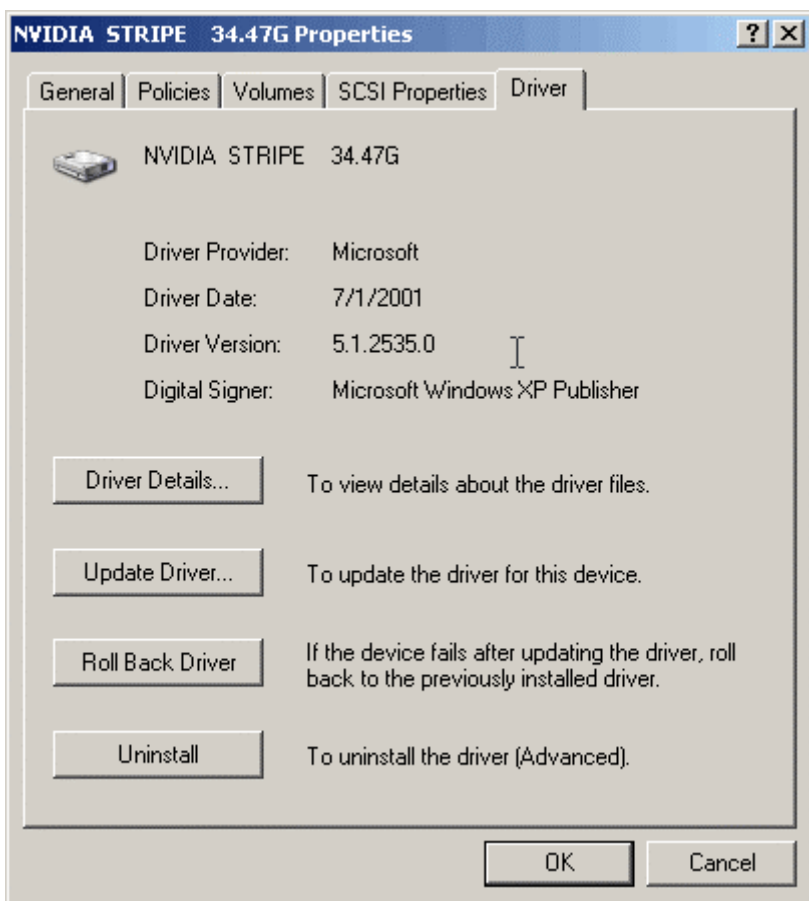 NVIDIA STRIPE 34.47G Properties
? X
General Policies Volumes SCSI Properties Driver
NVIDIA STRIPE 34.47G
Driver Provider: Microsoft
Driver Date: 7/1/2001
Driver Version: 5.1.2535.0
Digital Signer: Microsoft Windows XP Publisher
Driver Details... To view details about the driver files.
Update Driver... To update the driver for this device.
Roll Back Driver If the device fails after updating the driver, roll
back to the previously installed driver.
Uninstall To uninstall the driver (Advanced).
OK Cancel